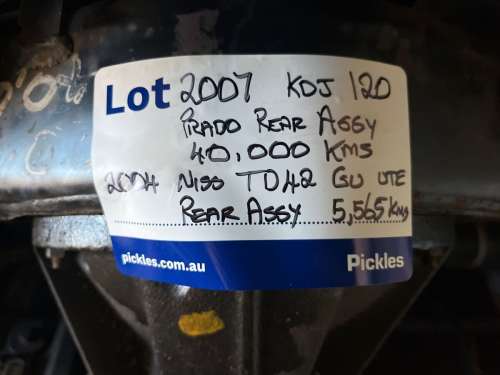 Lot 2007 KDJ 120
PRADO REAR ASSY
40,000 KMS
2004 NISS TD42 GU UTE
REAR ASSY 5,565 KMS
pickles.com.au Pickles